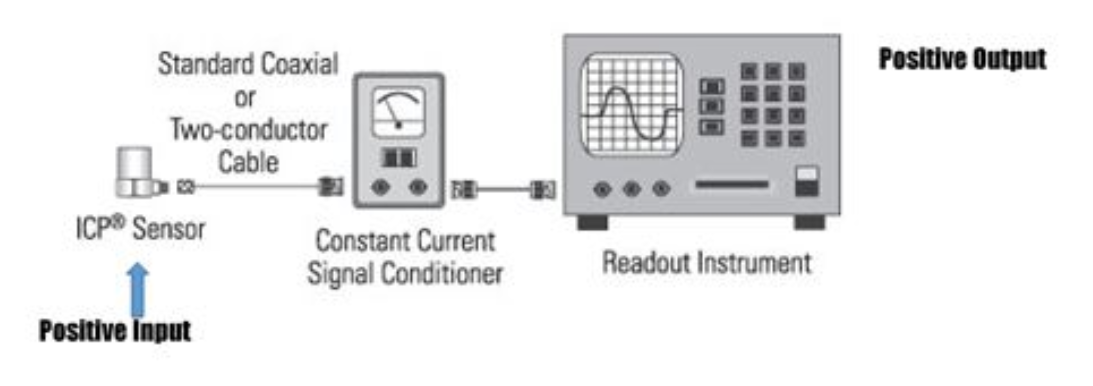 Standard Coaxial
or
Two-conductor
Cable
ICP® Sensor
Positive Input
Constant Current
Signal Conditioner
Readout Instrument
Positive Output